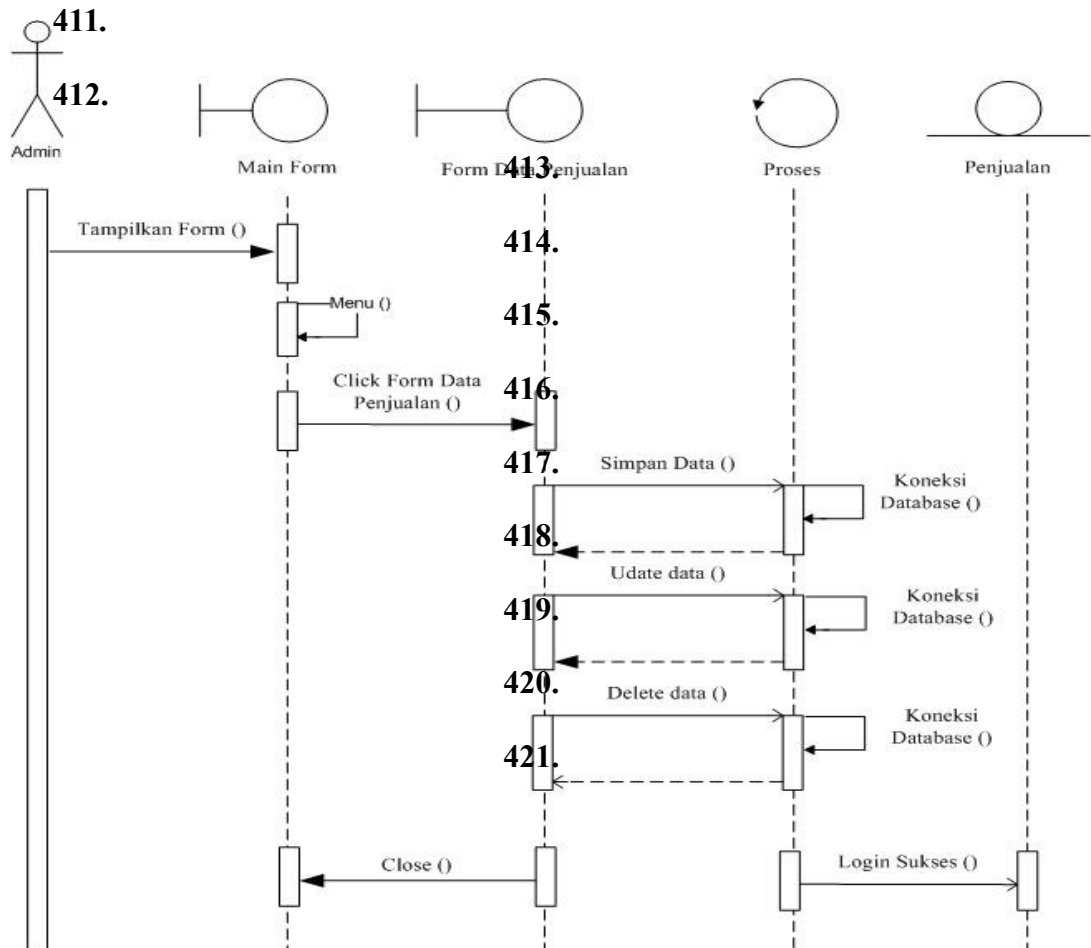 411.
412.
Admin
Main Form
413.
Form Data Penjualan
Proses
Penjualan
Tampilkan Form ()
414.
Menu ()
415.
Click Form Data
Penjualan ()
416.
417.
Simpan Data ()
Koneksi
Database ()
418.
Udate data ()
Koneksi
Database ()
419.
420.
Delete data ()
Koneksi
Database ()
421.
Close ()
Login Sukses ()